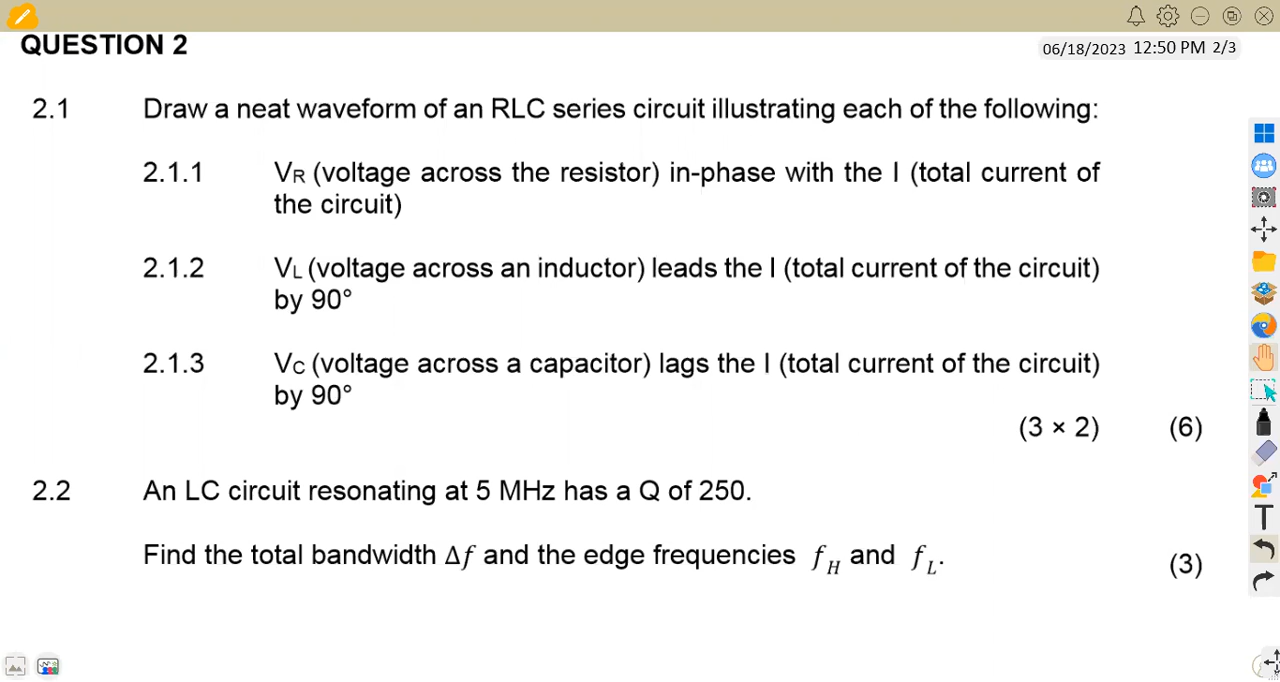 QUESTION 2
06/18/2023 12:50 PM 2/3
2.1 Draw a neat waveform of an RLC series circuit illustrating each of the following:
2.1.1 VR (voltage across the resistor) in-phase with the I (total current of
the circuit)
2.1.2 VL (voltage across an inductor) leads the I (total current of the circuit)
by 90°
2.1.3 VC (voltage across a capacitor) lags the I (total current of the circuit)
by 90°
(3 × 2) (6)
2.2 An LC circuit resonating at 5 MHz has a Q of 250.
Find the total bandwidth Δf and the edge frequencies fH and fL.
(3)